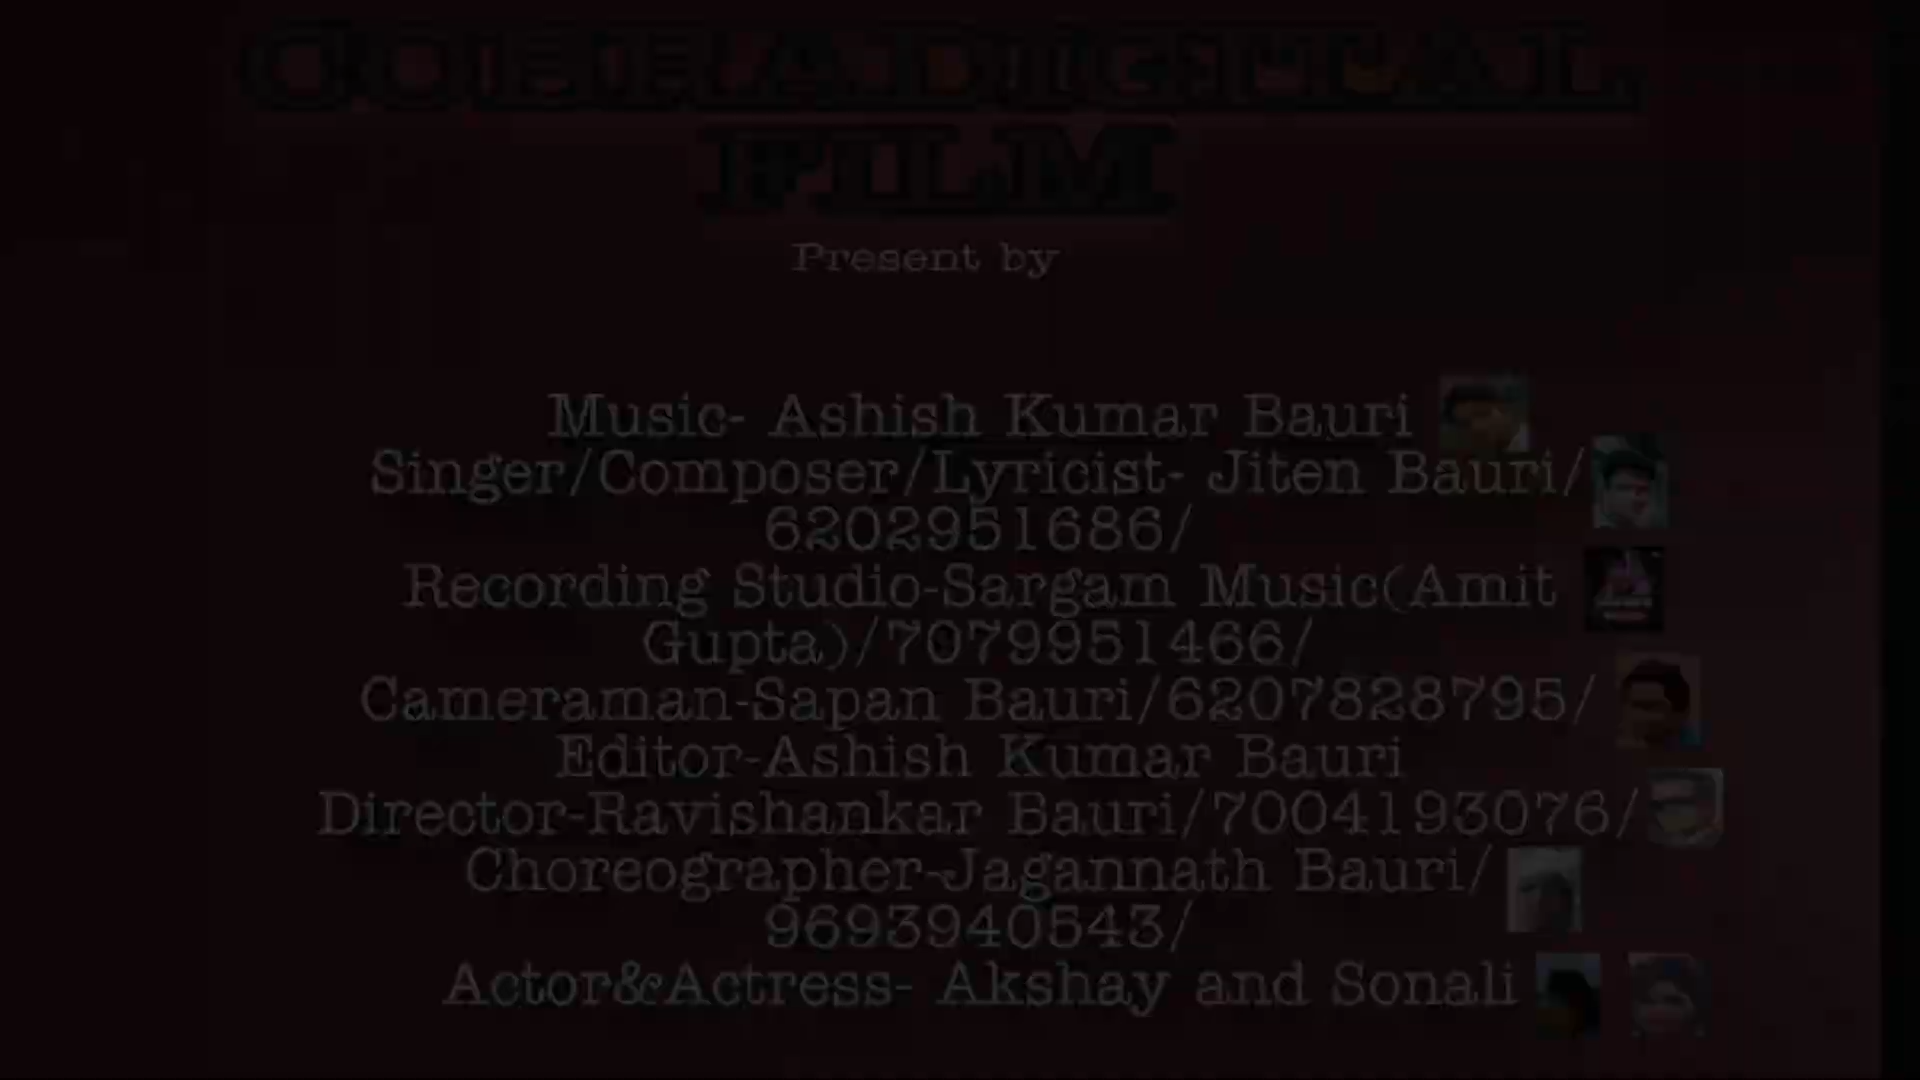 DIGITAL
FILM
Present by
Music- Ashish Kumar Bauri
Singer/Composer/Lyricist- Jiten Bauri/
6202951686/
Recording Studio-Sargam Music(Amit
Gupta)/7079951466/
Cameraman-Sapan Bauri/6207828795/
Editor-Ashish Kumar Bauri
Director-Ravishankar Bauri/7004193076/
Choreographer-Jagannath Bauri/
9693940543/
Actor&Actress- Akshay and Sonali